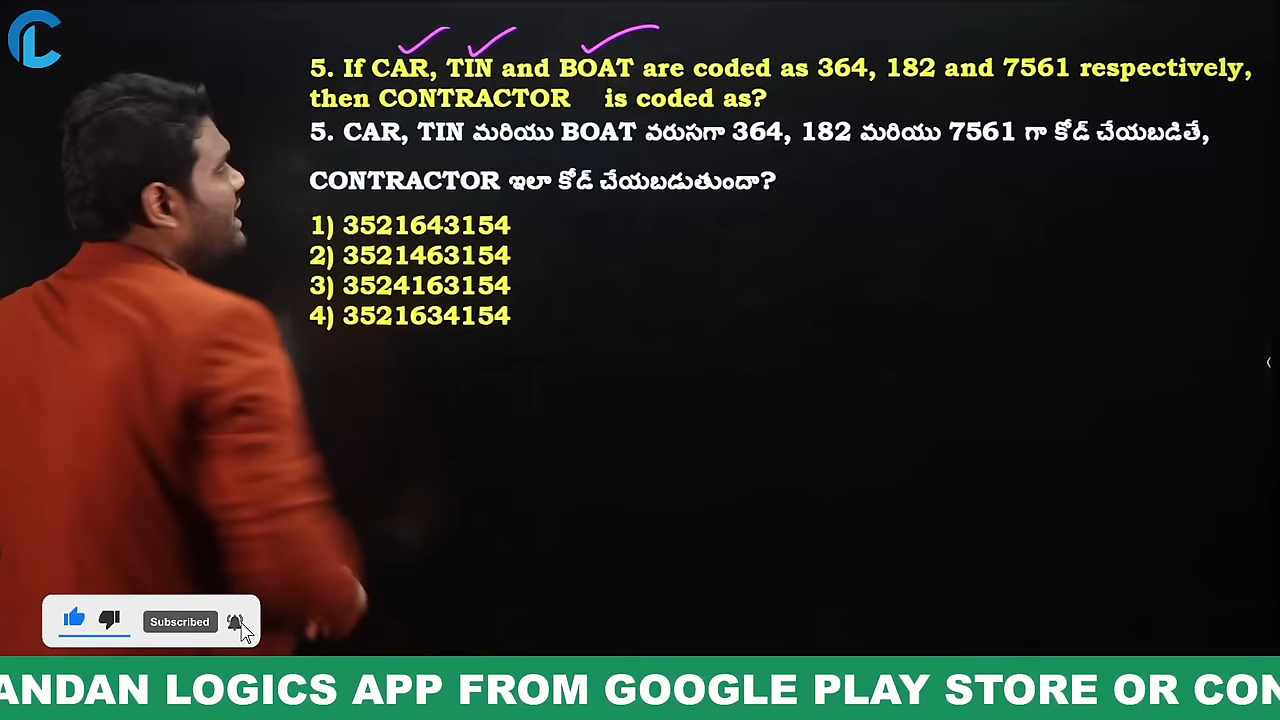 5. If CAR, TIN and BOAT are coded as 364, 182 and 7561 respectively,
then CONTRACTOR is coded as?
5. CAR, TIN మరియు BOAT వరుసగా 364, 182 మరియు 7561 గా కోడ్ చేయబడితే,
CONTRACTOR ఇలా కోడ్ చేయబడుతుందా?
1) 3521643154
2) 3521463154
3) 3524163154
4) 3521634154
Subscribed
ANDAN LOGICS APP FROM GOOGLE PLAY STORE OR CON